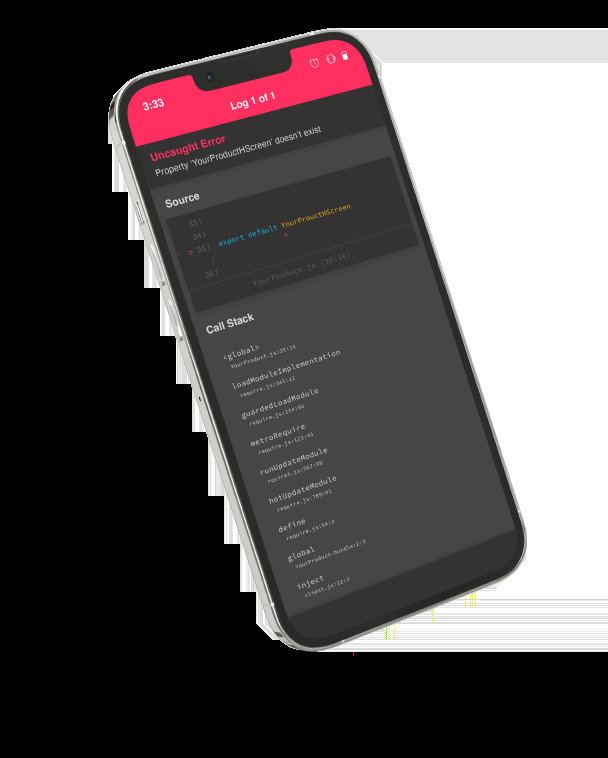 3:33
Log 1 of 1
Uncaught Error
Property 'YourProductHScreen' doesn't exist
Source
33|
34|
> 35| export default YourProuctHScreen
| ^
36|
YourProduct.js (35:16)
Call Stack
<global>
YourProduct.js:35:16
loadModuleImplementation
require.js:345:12
guardedLoadModule
require.js:234:56
metroRequire
require.js:123:45
runUpdateModule
rquiret.js:567:89
hotUpdateModule
require.js:789:01
define
require.js:54:3
global
YourProduct.bundle:2:3
inject
client.js:12:3